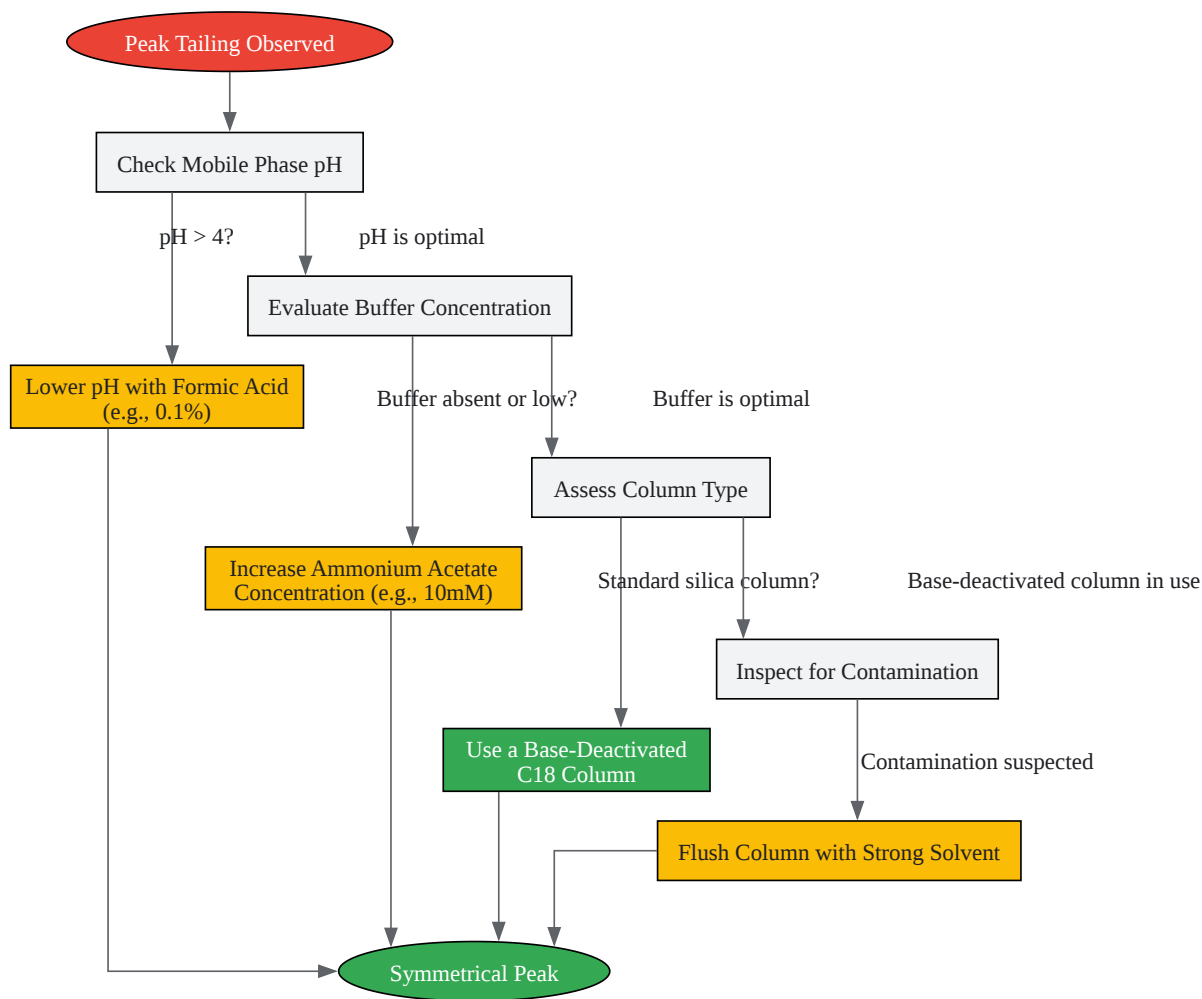 Peak Tailing Observed
Check Mobile Phase pH
pH > 4?
pH is optimal
Evaluate Buffer Concentration
Lower pH with Formic Acid
(e.g., 0.1%)
Buffer absent or low?
Buffer is optimal
Assess Column Type
Increase Ammonium Acetate
Concentration (e.g., 10mM)
Standard silica column?
Base-deactivated column in use
Inspect for Contamination
Use a Base-Deactivated
C18 Column
Contamination suspected
Flush Column with Strong Solvent
Symmetrical Peak